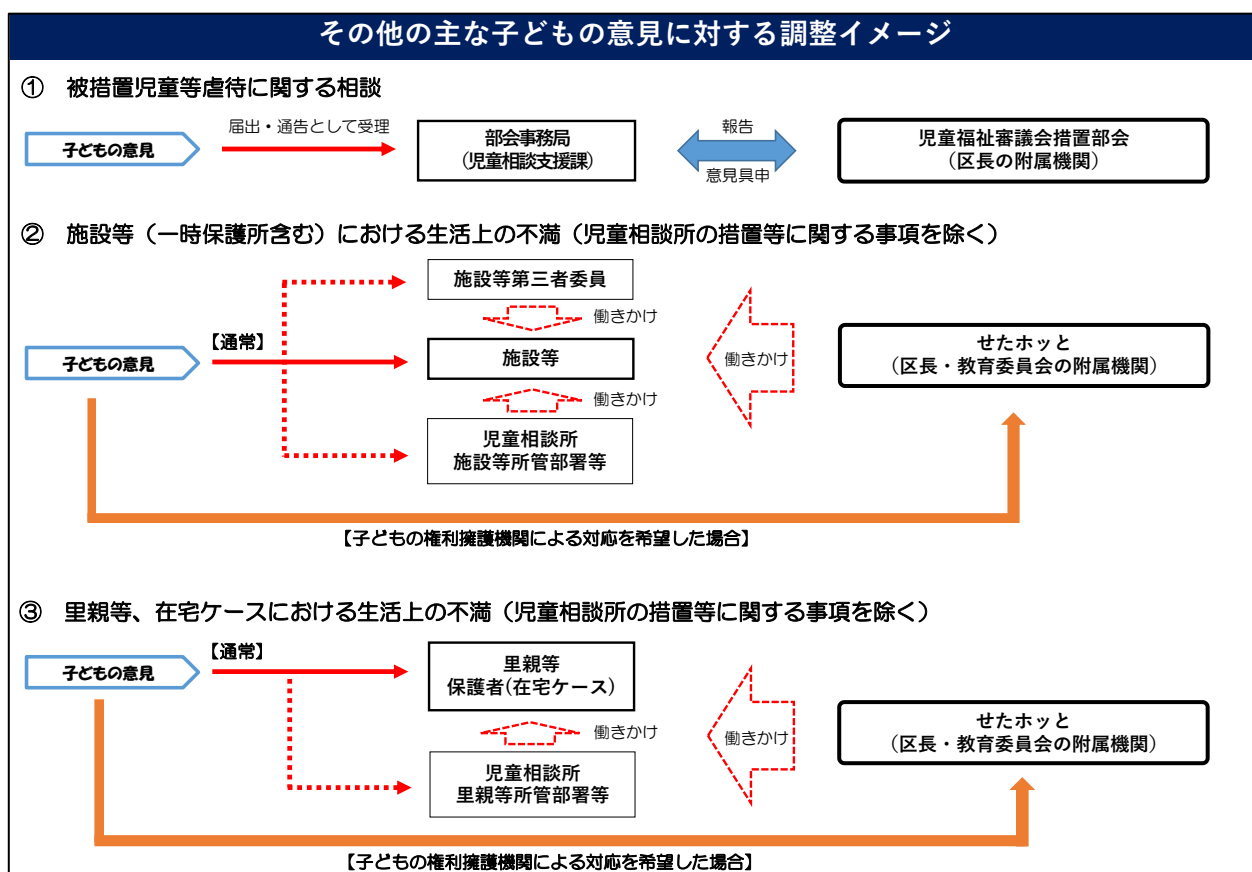 その他の主な子どもの意見に対する調整イメージ
① 被措置児童等虐待に関する相談
子どもの意見
届出・通告として受理
部会事務局
(児童相談支援課)
報告
意見具申
児童福祉審議会措置部会
(区長の附属機関)
② 施設等(一時保護所含む)における生活上の不満(児童相談所の措置等に関する事項を除く)
施設等第三者委員
働きかけ
子どもの意見
【通常】
施設等
働きかけ
児童相談所
施設等所管部署等
働きかけ
せたホッと
(区長・教育委員会の附属機関)
【子どもの権利擁護機関による対応を希望した場合】
③ 里親等、在宅ケースにおける生活上の不満(児童相談所の措置等に関する事項を除く)
子どもの意見
【通常】
里親等
保護者(在宅ケース)
働きかけ
児童相談所
里親等所管部署等
働きかけ
せたホッと
(区長・教育委員会の附属機関)
【子どもの権利擁護機関による対応を希望した場合】